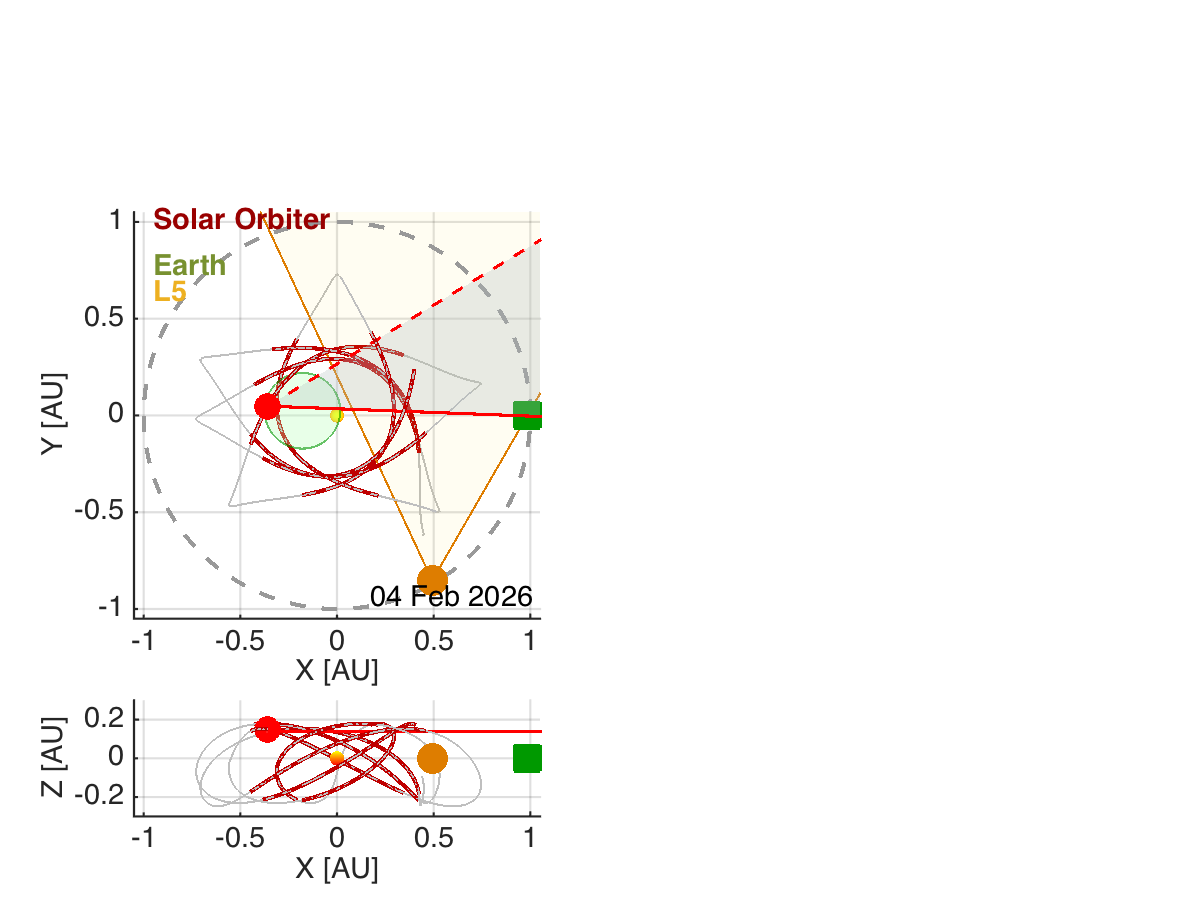 1
Solar Orbiter
Earth
L5
0.5
0
-0.5
-1
Y [AU]
04 Feb 2026
-1 -0.5 0 0.5 1
X [AU]
0.2
0
-0.2
Z [AU]
-1 -0.5 0 0.5 1
X [AU]